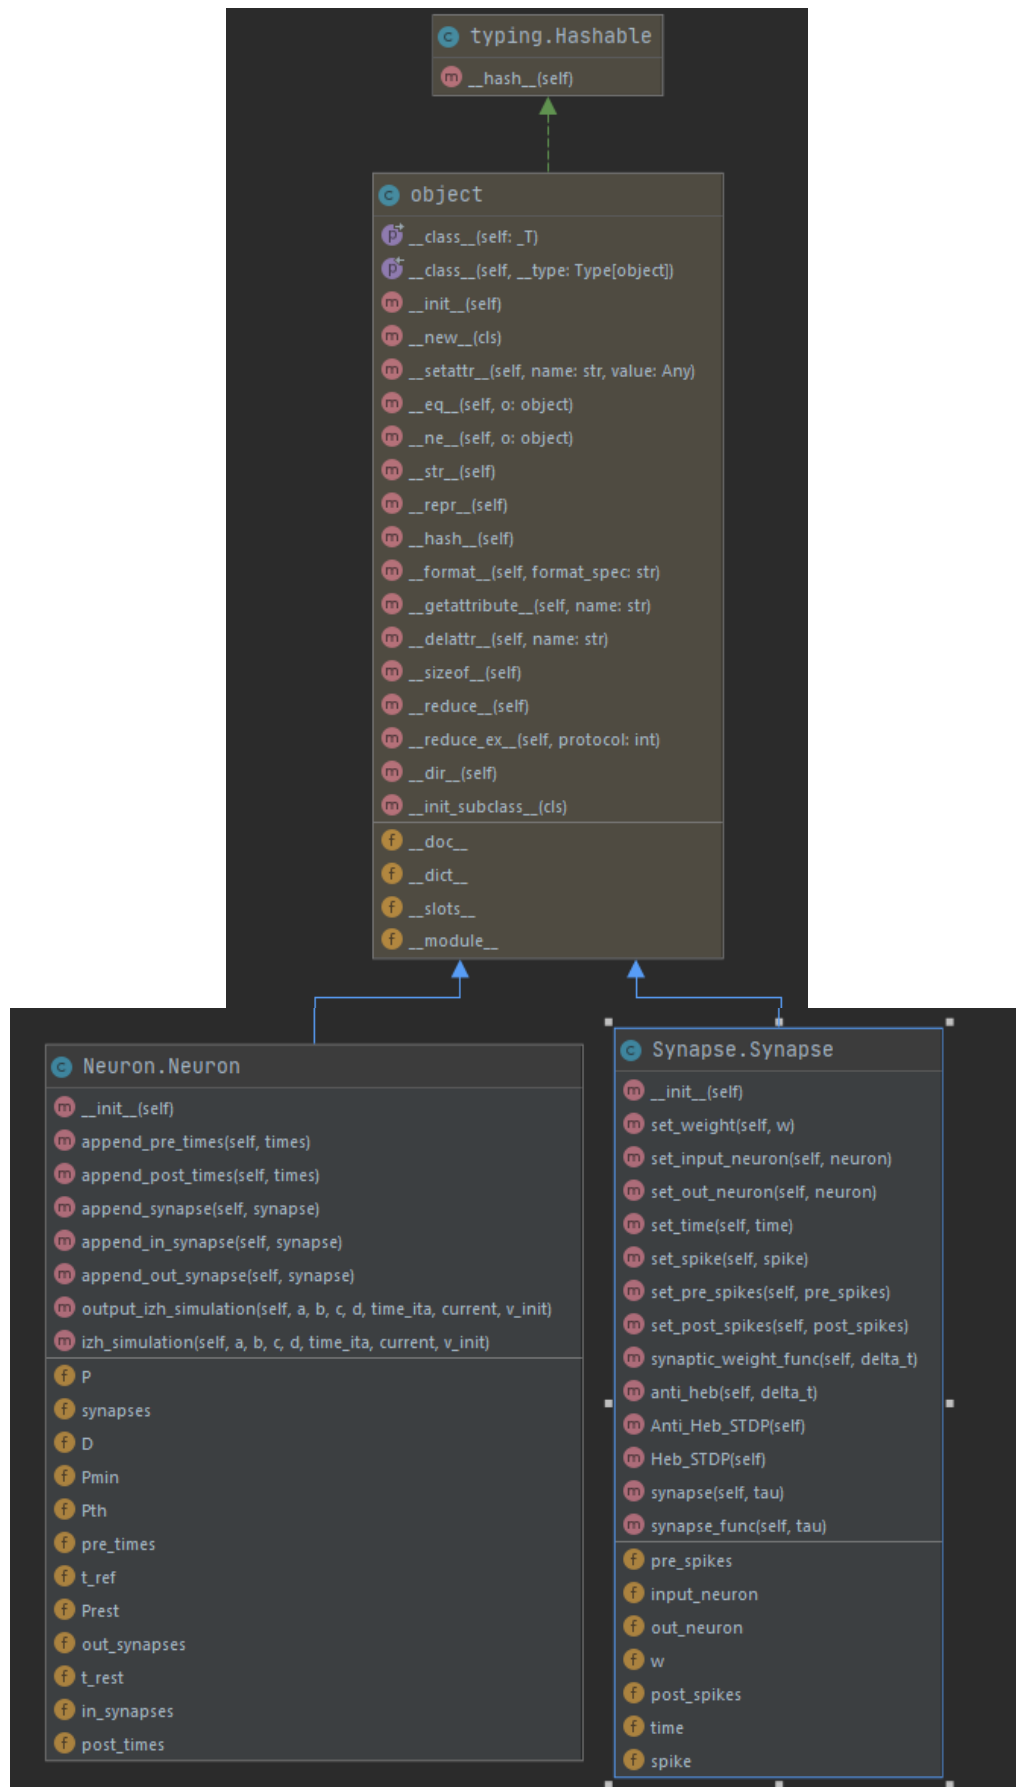 typing.Hashable
__hash__(self)
object
__class__(self: _T)
__class__(self, __type: Type[object])
__init__(self)
__new__(cls)
__setattr__(self, name: str, value: Any)
__eq__(self, o: object)
__ne__(self, o: object)
__str__(self)
__repr__(self)
__hash__(self)
__format__(self, format_spec: str)
__getattribute__(self, name: str)
__delattr__(self, name: str)
__sizeof__(self)
__reduce__(self)
__reduce_ex__(self, protocol: int)
__dir__(self)
__init_subclass__(cls)
__doc__
__dict__
__slots__
__module__
Neuron.Neuron
__init__(self)
append_pre_times(self, times)
append_post_times(self, times)
append_synapse(self, synapse)
append_in_synapse(self, synapse)
append_out_synapse(self, synapse)
output_izh_simulation(self, a, b, c, d, time_ita, current, v_init)
izh_simulation(self, a, b, c, d, time_ita, current, v_init)
P
synapses
D
Pmin
Pth
pre_times
t_ref
Prest
out_synapses
t_rest
in_synapses
post_times
Synapse.Synapse
__init__(self)
set_weight(self, w)
set_input_neuron(self, neuron)
set_out_neuron(self, neuron)
set_time(self, time)
set_spike(self, spike)
set_pre_spikes(self, pre_spikes)
set_post_spikes(self, post_spikes)
synaptic_weight_func(self, delta_t)
anti_heb(self, delta_t)
Anti_Heb_STDP(self)
Heb_STDP(self)
synapse(self, tau)
synapse_func(self, tau)
pre_spikes
input_neuron
out_neuron
w
post_spikes
time
spike